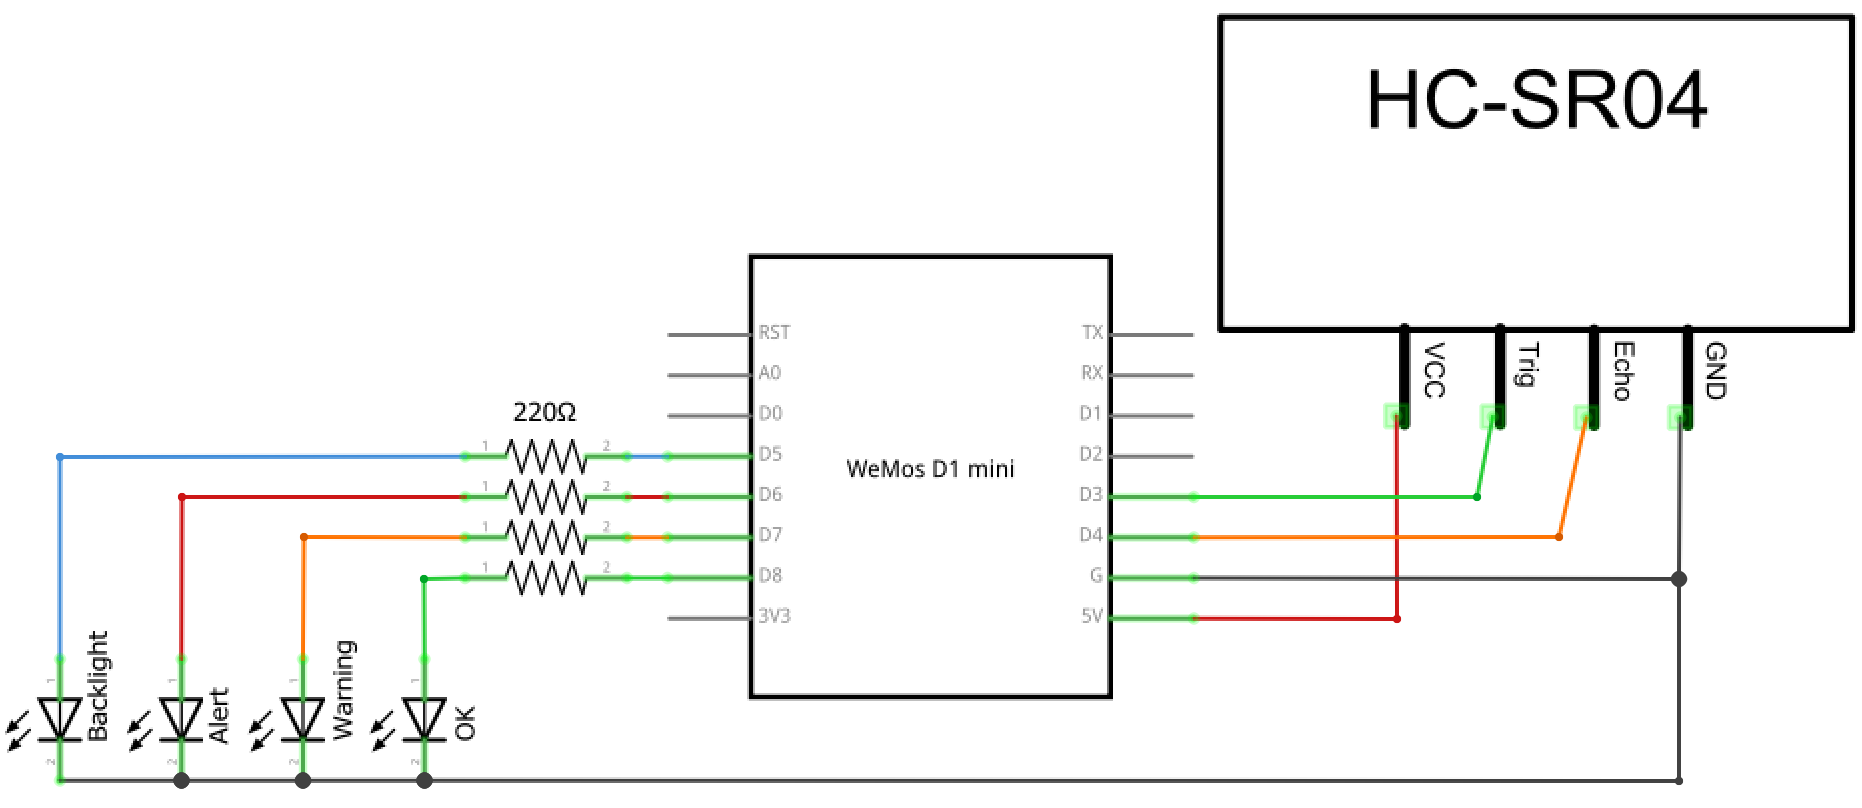 HC-SR04
VCC
Trig
Echo
GND
RST
A0
D0
D5
D6
D7
D8
3V3
WeMos D1 mini
TX
RX
D1
D2
D3
D4
G
5V
220Ω
1 2
1 2
1 2
1 2
1
Backlight
2
1
Alert
2
1
Warning
2
1
OK
2